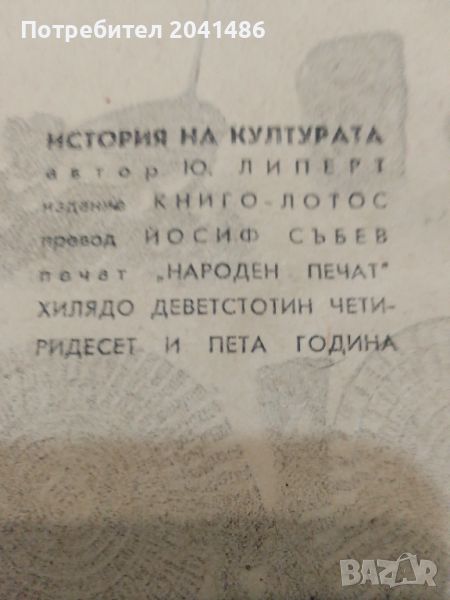 Потребител 2041486
ИСТОРИЯ НА КУЛТУРАТА
автор Ю. ЛИПЕРТ
издание КНИГО-ЛОТОС
превод ЙОСИФ СЪБЕВ
печат „НАРОДЕН ПЕЧАТ"
ХИЛЯДО ДЕВЕТСТОТИН ЧЕТИ-
РИДЕСЕТ И ПЕТА ГОДИНА
BAZAR